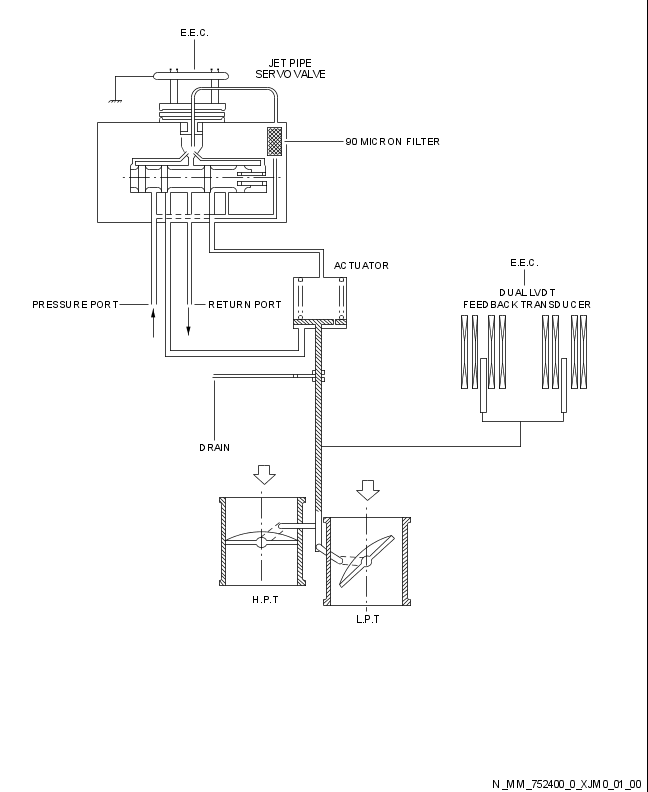 E.E.C.
JET PIPE
SERVO VALVE
90 MICRON FILTER
ACTUATOR
E.E.C.
DUAL LVDT
FEEDBACK TRANSDUCER
PRESSURE PORT
RETURN PORT
DRAIN
H.P.T
L.P.T
N_MM_752400_0_XJM0_01_00